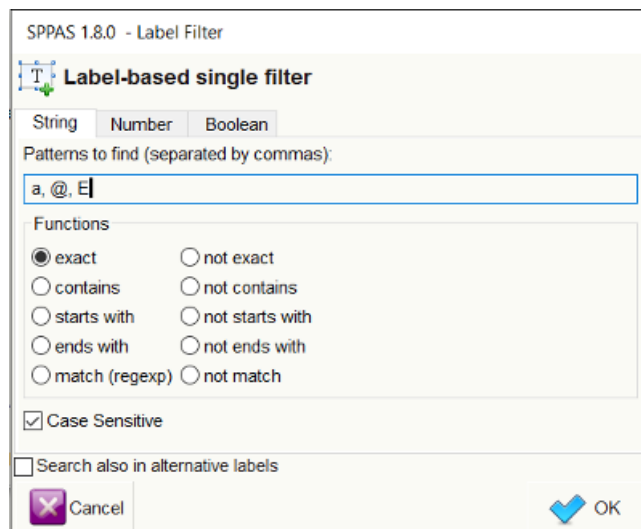 SPPAS 1.8.0 - Label Filter
T Label-based single filter
String Number Boolean
Patterns to find (separated by commas):
a, @, E
Functions
exact not exact
contains not contains
starts with not starts with
ends with not ends with
match (regexp) not match
Case Sensitive
Search also in alternative labels
Cancel OK